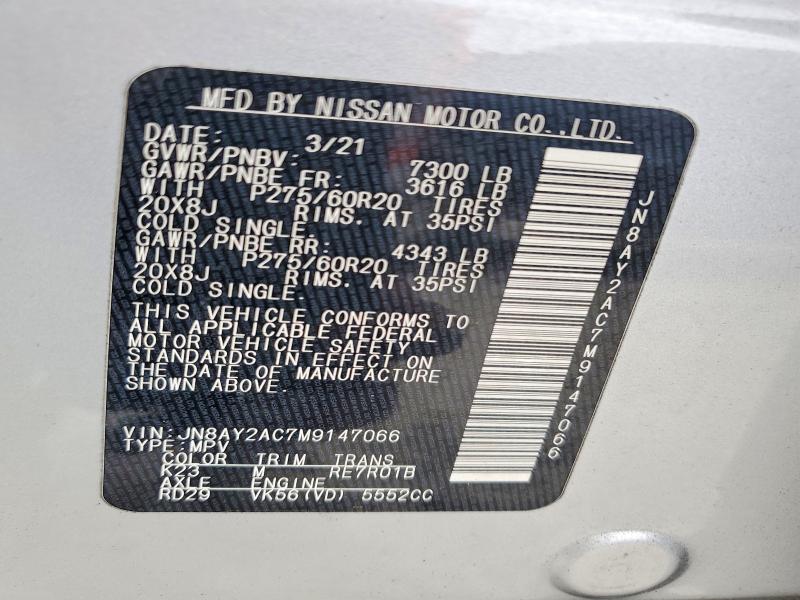 MFD BY NISSAN MOTOR CO.,LTD.
DATE: 3/21
GVWR/PNBV: 7300 LB
GAWR/PNBE FR: 3616 LB
WITH P275/60R20 TIRES
20X8J RIMS. AT 35PSI
COLD SINGLE.
GAWR/PNBE RR: 4343 LB
WITH P275/60R20 TIRES
20X8J RIMS. AT 35PSI
COLD SINGLE.
THIS VEHICLE CONFORMS TO
ALL APPLICABLE FEDERAL
MOTOR VEHICLE SAFETY
STANDARDS IN EFFECT ON
THE DATE OF MANUFACTURE
SHOWN ABOVE.
VIN: JN8AY2AC7M9147066
TYPE: MPV
COLOR TRIM TRANS
K23 M RE7R01B
AXLE ENGINE
RD29 VK56(VD) 5552CC
JN8AY2AC7M9147066